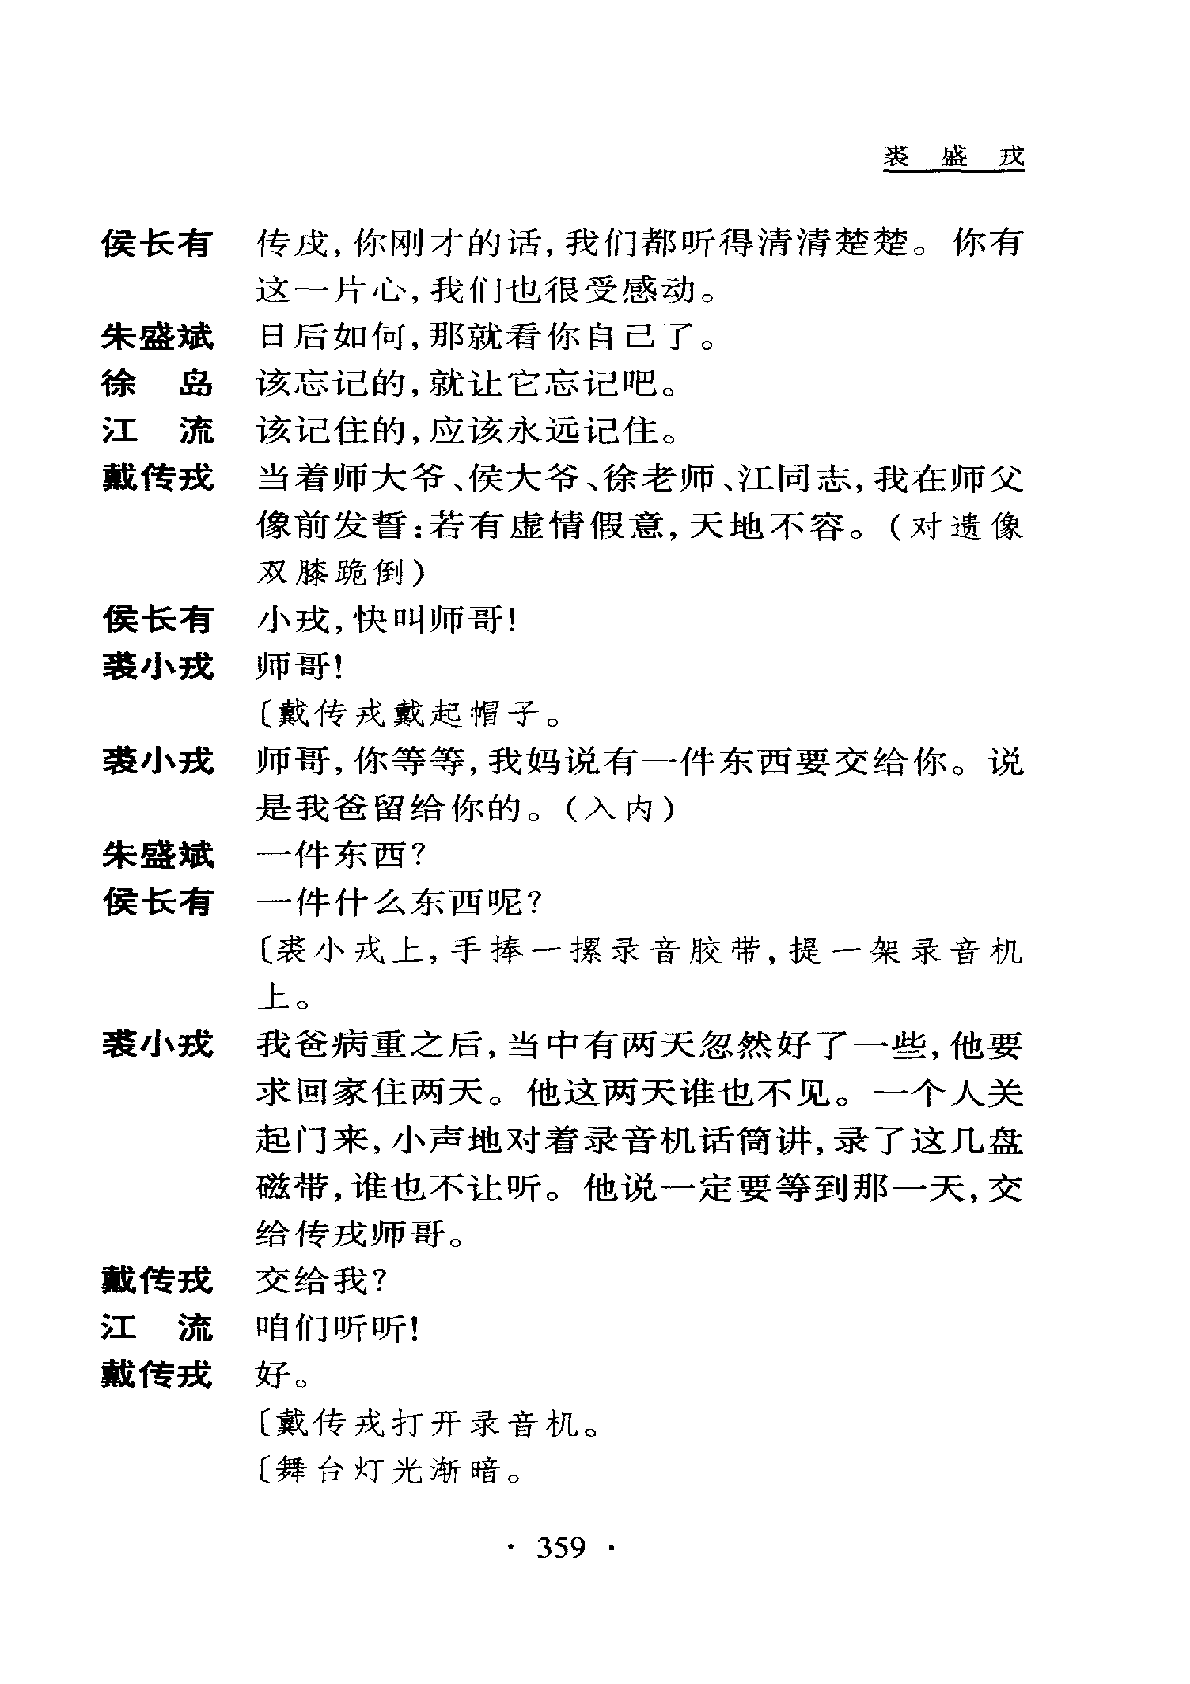 裘盛戎
侯长有 传戎,你刚才的话,我们都听得清清楚楚。你有
这一片心,我们也很受感动。
朱盛斌 日后如何,那就看你自己了。
徐 岛 该忘记的,就让它忘记吧。
江 流 该记住的,应该永远记住。
戴传戎 当着师大爷、侯大爷、徐老师、江同志,我在师父
像前发誓:若有虚情假意,天地不容。(对遗像
双膝跪倒)
侯长有 小戎,快叫师哥!
裘小戎 师哥!
〔戴传戎戴起帽子。
裘小戎 师哥,你等等,我妈说有一件东西要交给你。说
是我爸留给你的。(入内)
朱盛斌 一件东西?
侯长有 一件什么东西呢?
〔裘小戎上,手捧一摞录音胶带,提一架录音机
上。
裘小戎 我爸病重之后,当中有两天忽然好了一些,他要
求回家住两天。他这两天谁也不见。一个人关
起门来,小声地对着录音机话筒讲,录了这几盘
磁带,谁也不让听。他说一定要等到那一天,交
给传戎师哥。
戴传戎 交给我?
江 流 咱们听听!
戴传戎 好。
〔戴传戎打开录音机。
〔舞台灯光渐暗。
· 359 ·